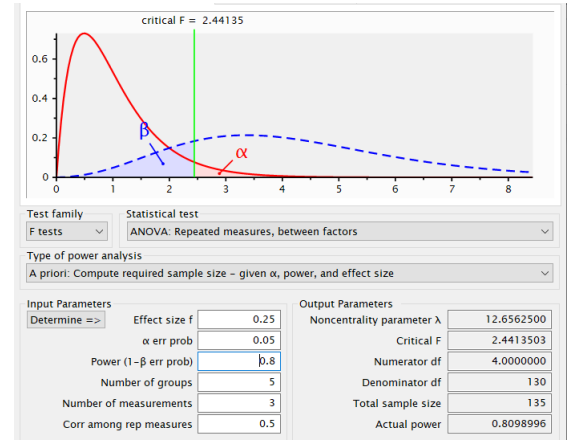 critical F = 2.44135
0.6
0.4
0.2
0
β
α
0 1 2 3 4 5 6 7 8
Test family Statistical test
F tests ANOVA: Repeated measures, between factors
Type of power analysis
A priori: Compute required sample size – given α, power, and effect size
Input Parameters Output Parameters
Determine => Effect size f 0.25 Noncentrality parameter λ 12.6562500
α err prob 0.05 Critical F 2.4413503
Power (1-β err prob) 0.8 Numerator df 4.0000000
Number of groups 5 Denominator df 130
Number of measurements 3 Total sample size 135
Corr among rep measures 0.5 Actual power 0.8098996